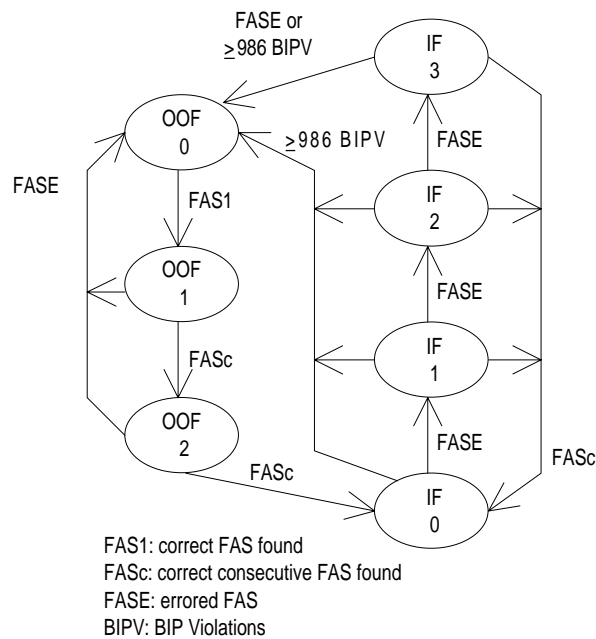 FASE or
≥986 BIPV
IF
3
OOF
0
≥986 BIPV
FASE
FASE
FAS1
IF
2
OOF
1
FASE
FASc
IF
1
OOF
2
FASE
FASc
FASc
IF
0
FAS1: correct FAS found
FASc: correct consecutive FAS found
FASE: errored FAS
BIPV: BIP Violations